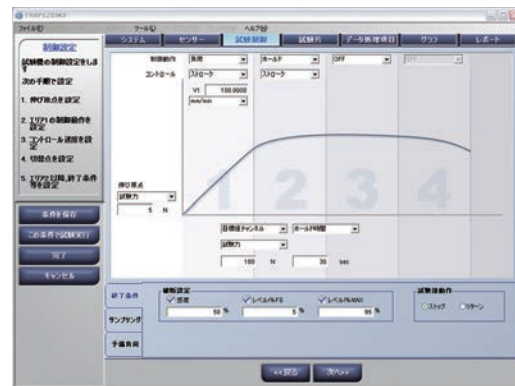 TRAPEZIUMX
ファイル(F) ツール(T) ヘルプ(H)
システム センサー 試験制御 試験片 データ処理項目 グラフ レポート
制御設定
試験機の制御設定をします
次の手順で設定
1. 伸び原点を設定
2. エリア1の制御動作を設定
3. コントロール速度を設定
4. 切替点を設定
5. エリア2以降,終了条件等を設定
条件を保存
この条件で試験実行
完了
キャンセル
制御動作 負荷 ホールド OFF OFF
コントロール ストローク ストローク
V1 100.0000
mm/min
1 2 3 4
伸び原点
試験力
5 N
目標値チャンネル ホールド時間
試験力
100 N 30 sec
終了条件
サンプリング
予備負荷
破断設定
感度 レベル%FS レベル%MAX
50 % 5 % 95 %
試験後動作
ストップ リターン
<<戻る 次へ>>